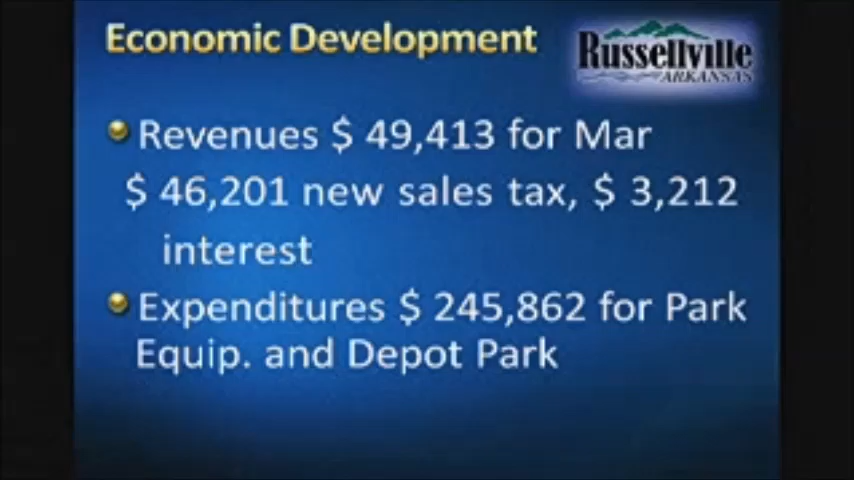 Economic Development
Russellville
ARKANSAS
Revenues $ 49,413 for Mar
$ 46,201 new sales tax, $ 3,212
interest
Expenditures $ 245,862 for Park
Equip. and Depot Park